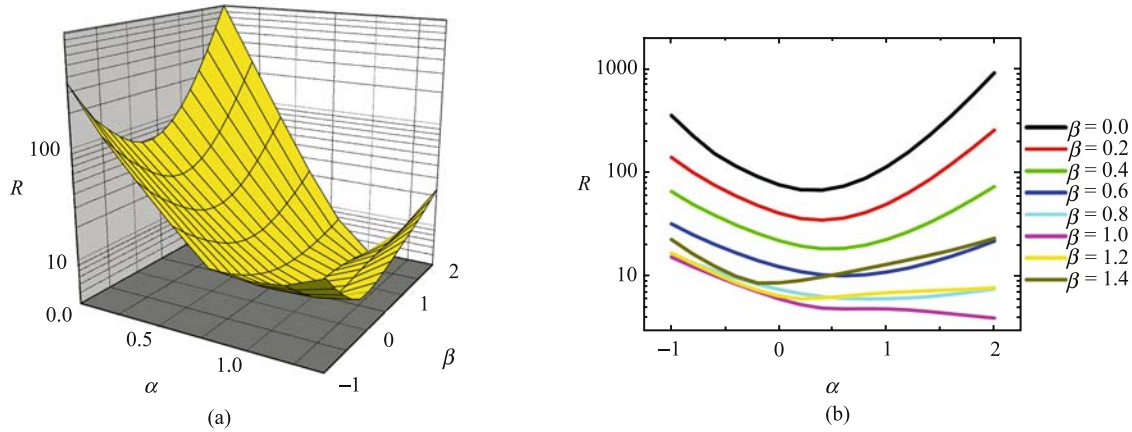 R
100
10
0.0
0.5
1.0
α
−1
0
1
2
β
(a)
R
1000
100
10
−1 0 1 2
α
β = 0.0
β = 0.2
β = 0.4
β = 0.6
β = 0.8
β = 1.0
β = 1.2
β = 1.4
(b)